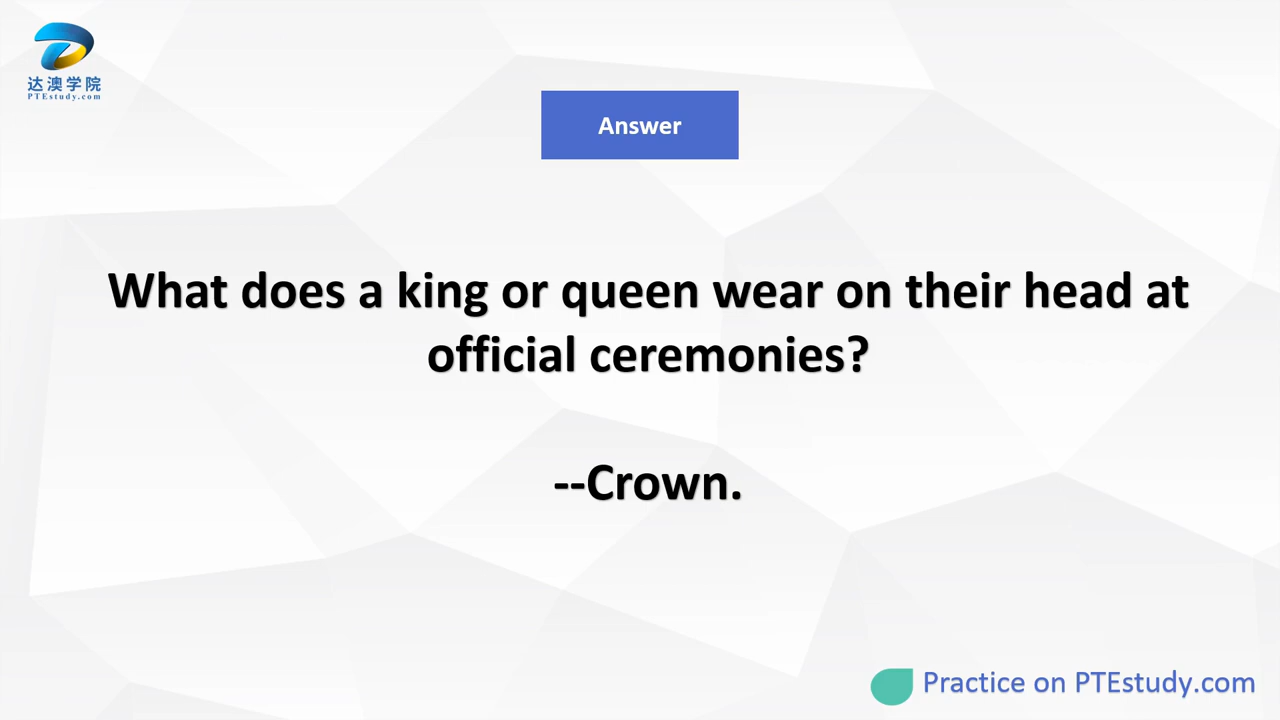 达澳学院
PTEstudy.com
Answer
What does a king or queen wear on their head at
official ceremonies?
--Crown.
Practice on PTEstudy.com